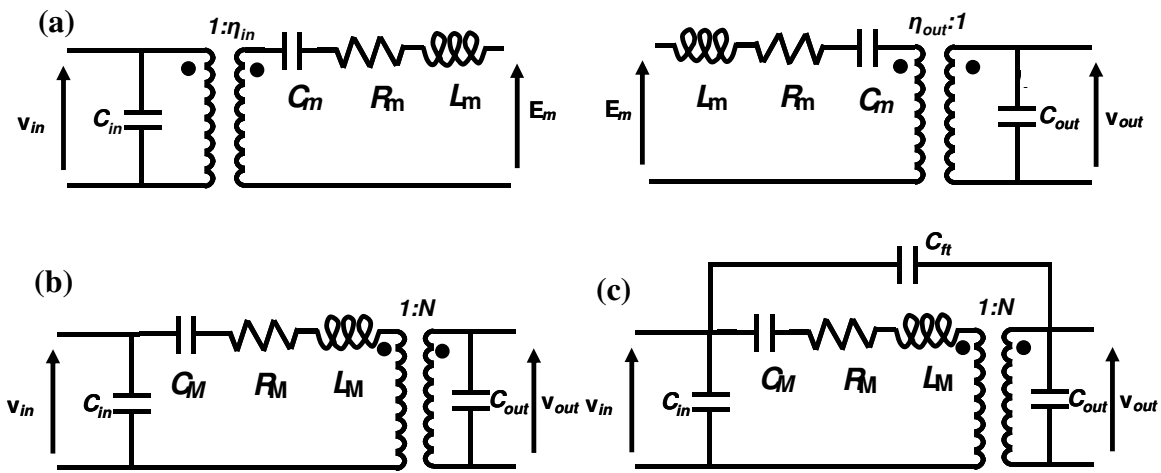 (a)
1:ηin
ηout:1
vin
Cin
Cm
Rm
Lm
Em
Em
Lm
Rm
Cm
Cout
vout
(b)
1:N
vin
Cin
CM
RM
LM
Cout
vout
(c)
Cft
1:N
vin
Cin
CM
RM
LM
Cout
vout